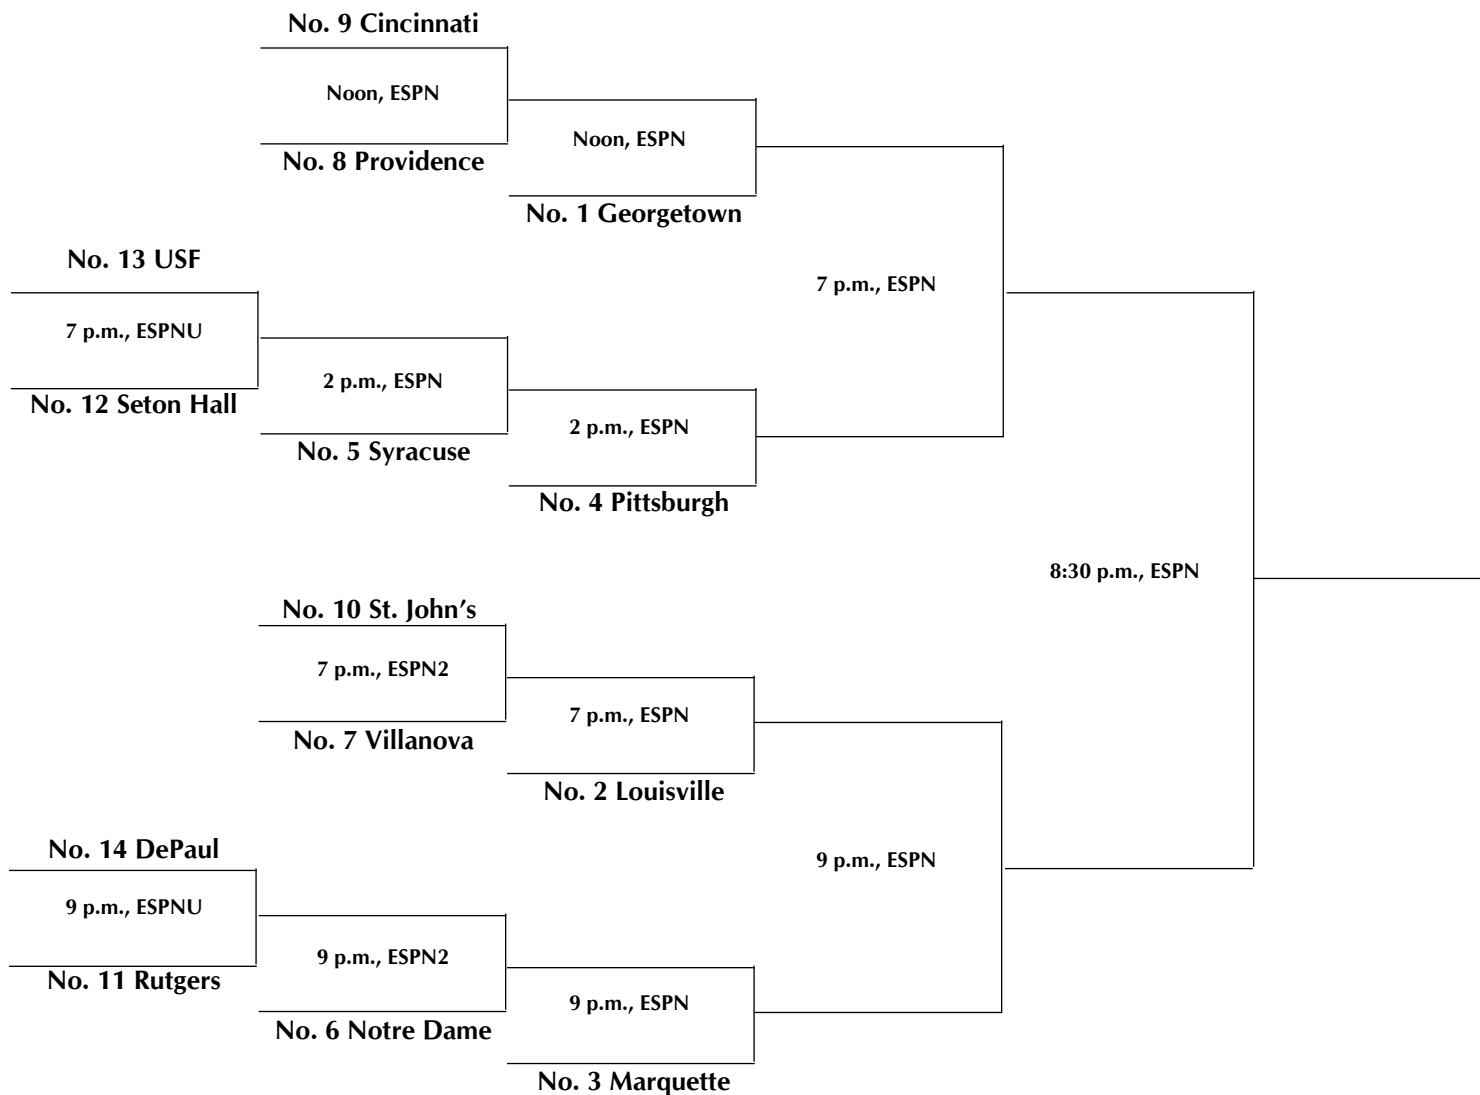 No. 9 Cincinnati
Noon, ESPN
No. 8 Providence
Noon, ESPN
No. 1 Georgetown
No. 13 USF
7 p.m., ESPNU
No. 12 Seton Hall
2 p.m., ESPN
No. 5 Syracuse
2 p.m., ESPN
No. 4 Pittsburgh
7 p.m., ESPN
8:30 p.m., ESPN
No. 10 St. John’s
7 p.m., ESPN2
No. 7 Villanova
7 p.m., ESPN
No. 2 Louisville
No. 14 DePaul
9 p.m., ESPNU
No. 11 Rutgers
9 p.m., ESPN2
No. 6 Notre Dame
9 p.m., ESPN
No. 3 Marquette
9 p.m., ESPN